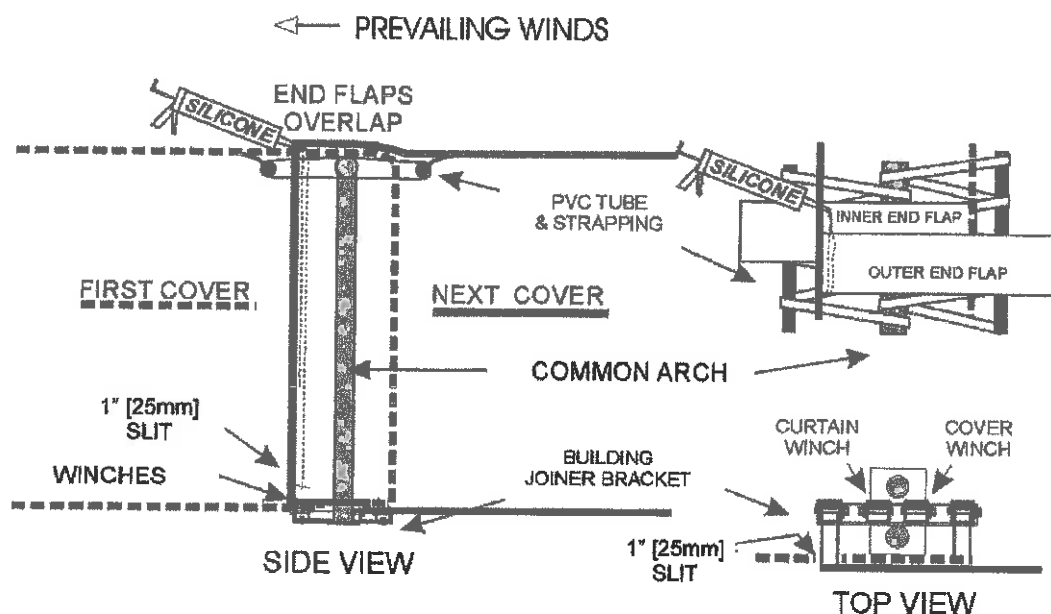 PREVAILING WINDS
SILICONE
END FLAPS
OVERLAP
SILICONE
PVC TUBE
& STRAPPING
INNER END FLAP
OUTER END FLAP
FIRST COVER
NEXT COVER
COMMON ARCH
1" [25mm]
SLIT
WINCHES
BUILDING
JOINER BRACKET
CURTAIN
WINCH
COVER
WINCH
1" [25mm]
SLIT
SIDE VIEW
TOP VIEW